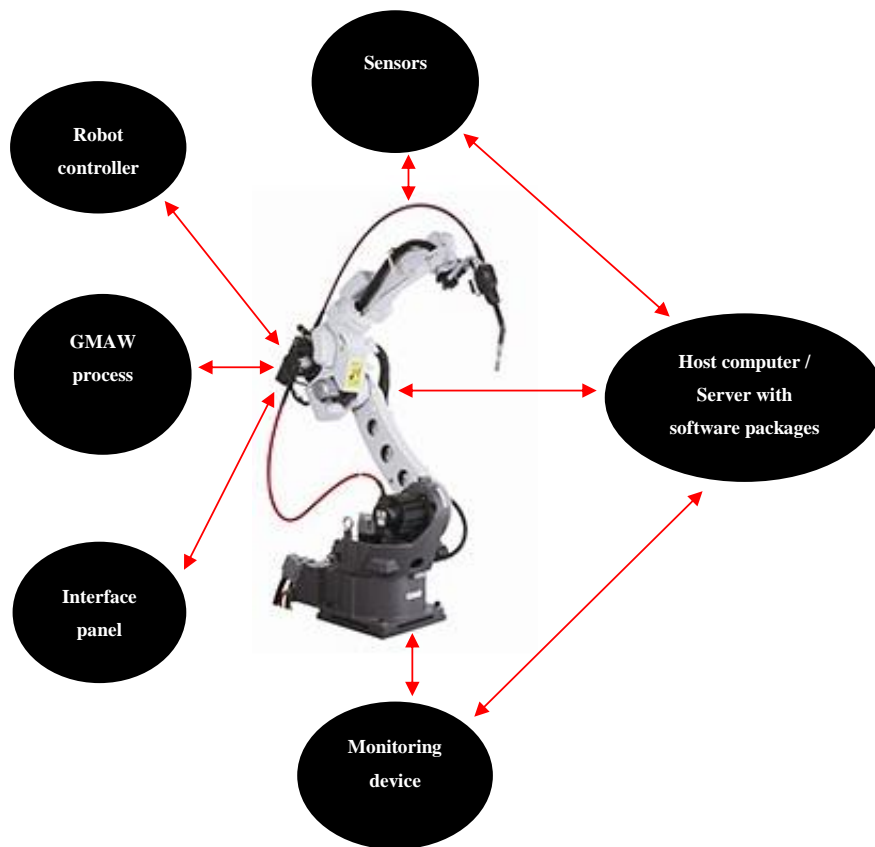 Sensors
Robot
controller
GMAW
process
Host computer /
Server with
software packages
Interface
panel
Monitoring
device